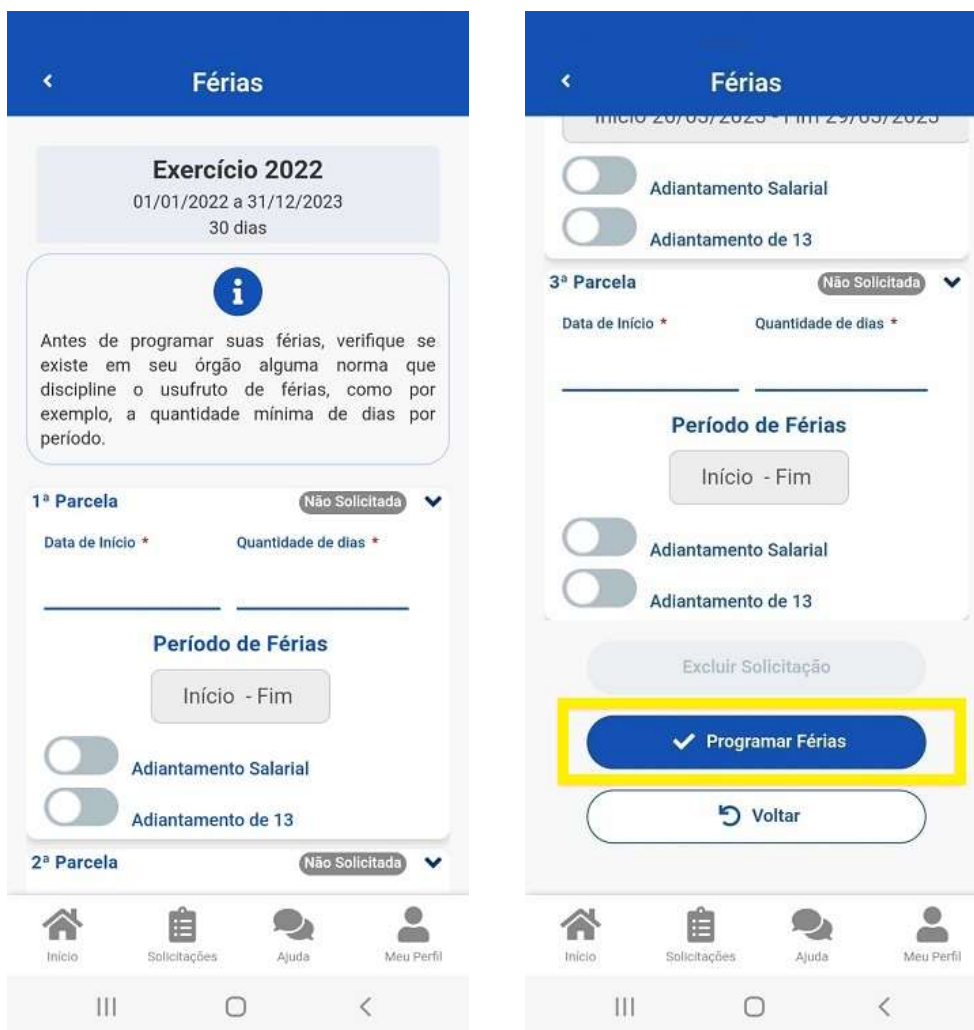 Férias
Exercício 2022
01/01/2022 a 31/12/2023
30 dias
Antes de programar suas férias, verifique se
existe em seu órgão alguma norma que
discipline o usufruto de férias, como por
exemplo, a quantidade mínima de dias por
período.
1ª Parcela Não Solicitada
Data de Início * Quantidade de dias *
Período de Férias
Início - Fim
Adiantamento Salarial
Adiantamento de 13
2ª Parcela Não Solicitada
Início Solicitações Ajuda Meu Perfil
Férias
Adiantamento Salarial
Adiantamento de 13
3ª Parcela Não Solicitada
Data de Início * Quantidade de dias *
Período de Férias
Início - Fim
Adiantamento Salarial
Adiantamento de 13
Excluir Solicitação
Programar Férias
Voltar
Início Solicitações Ajuda Meu Perfil